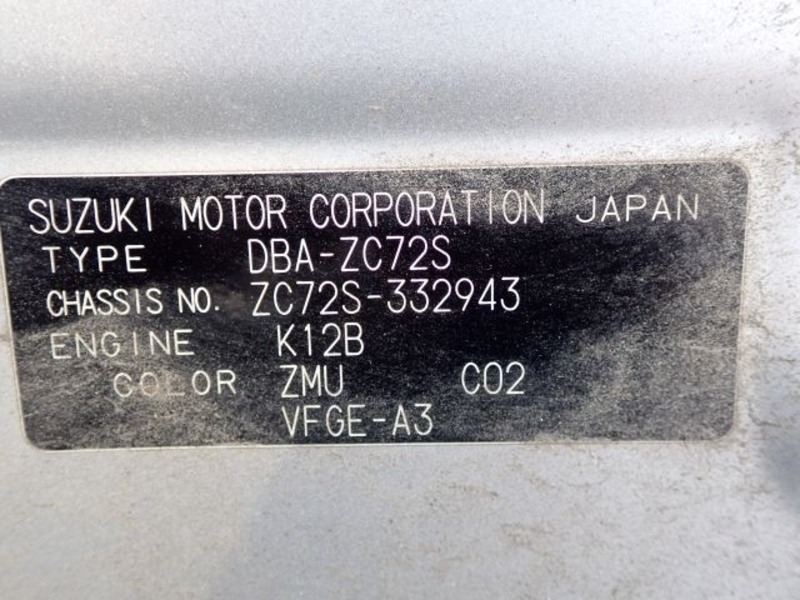 SUZUKI MOTOR CORPORATION JAPAN
TYPE DBA-ZC72S
CHASSIS NO. ZC72S-332943
ENGINE K12B
COLOR ZMU C02
VFGE-A3